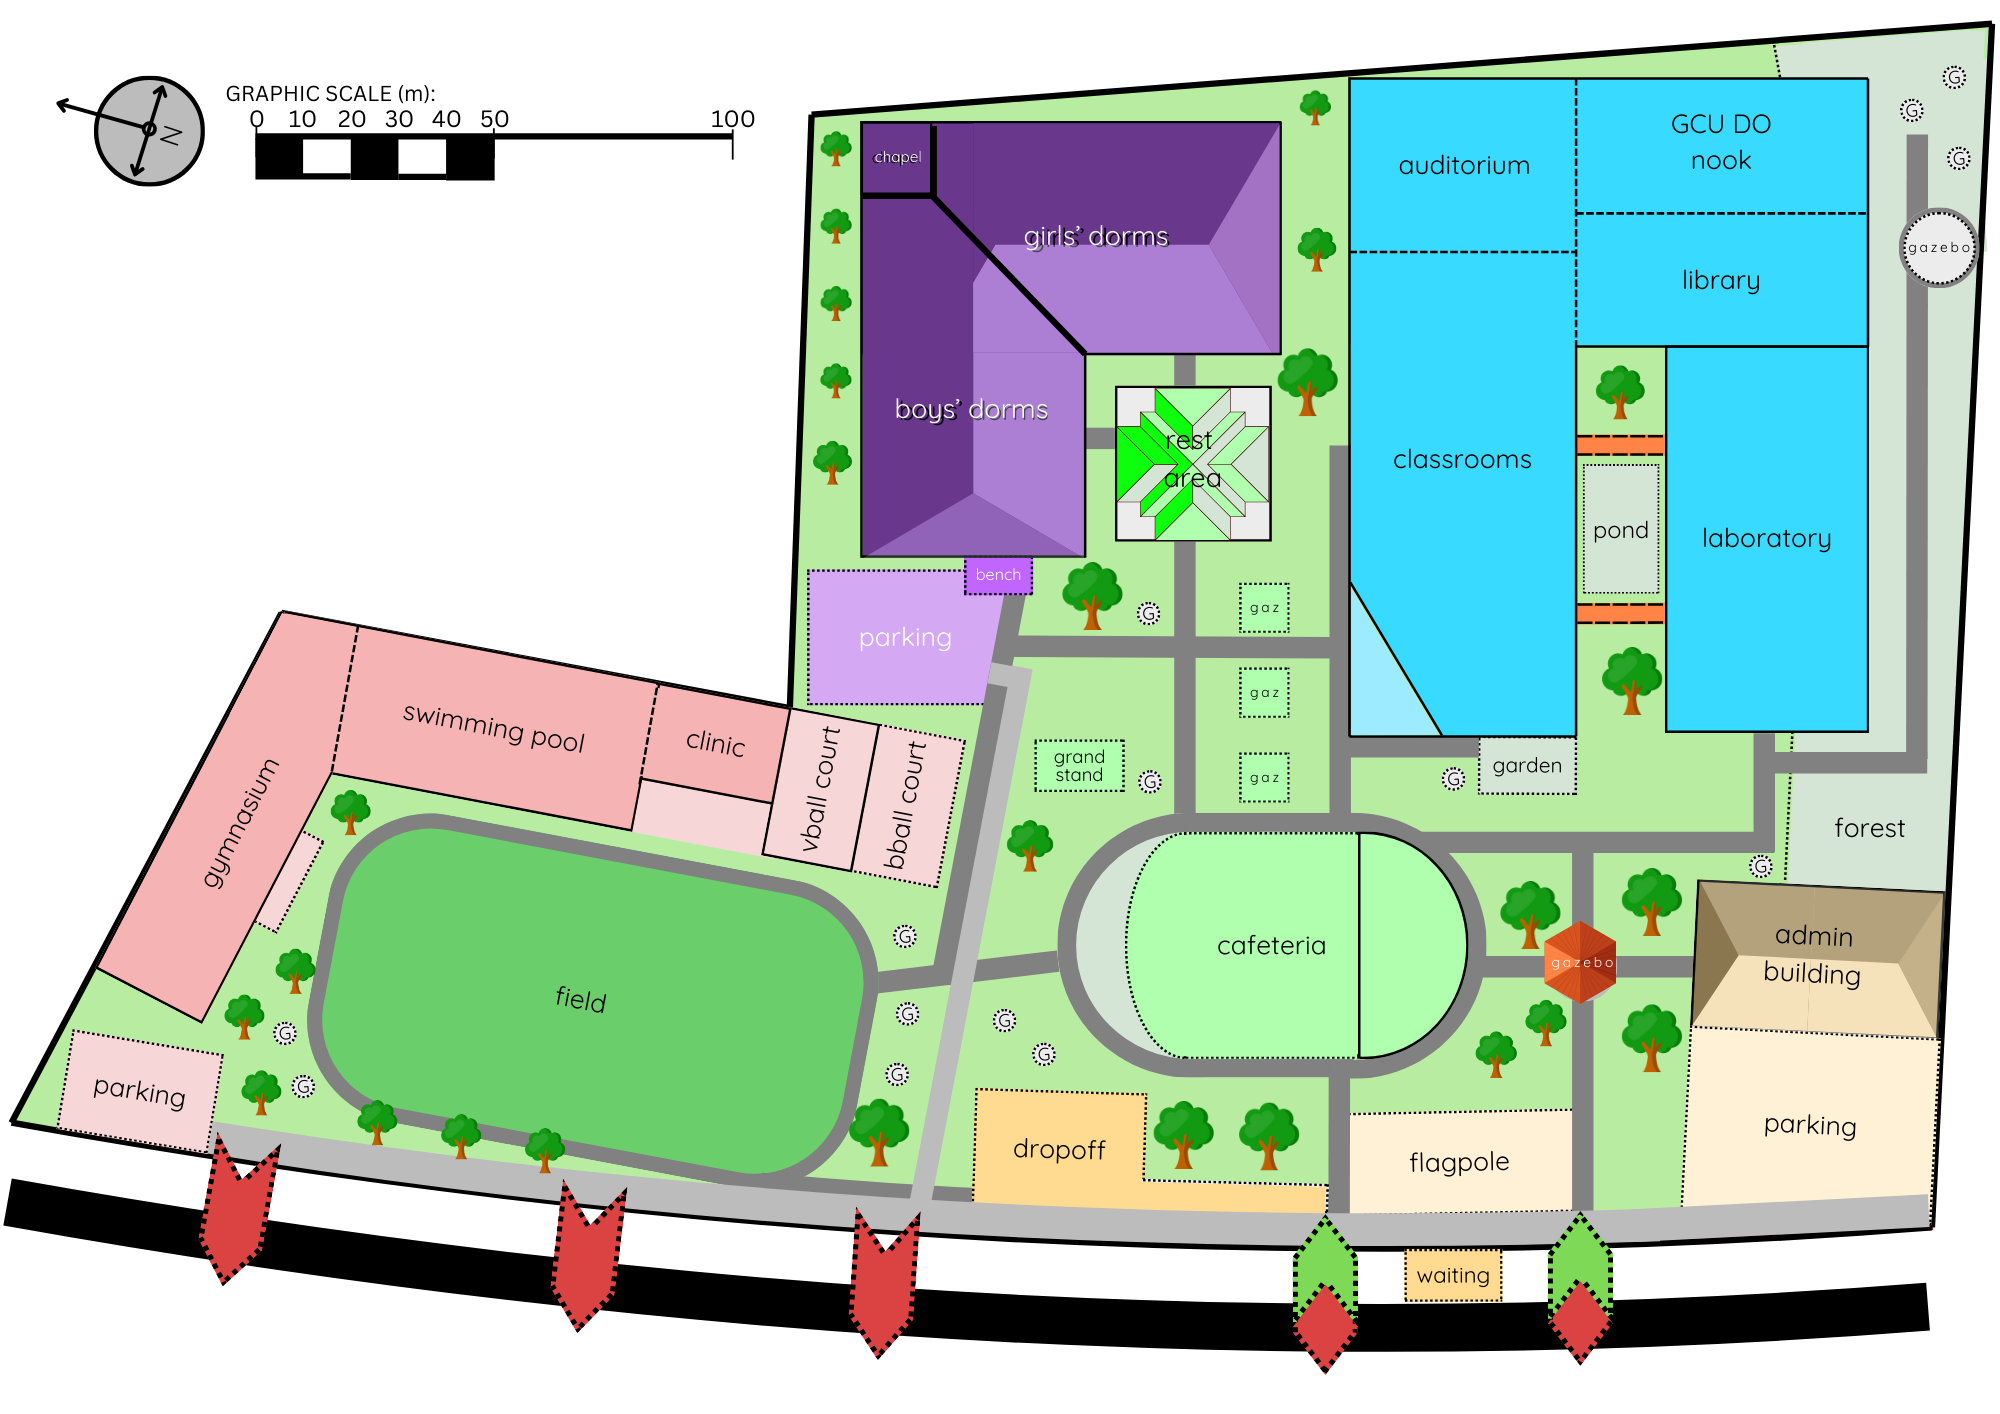 GRAPHIC SCALE (m):
0 10 20 30 40 50 100
N
chapel
girls’ dorms
boys’ dorms
rest
area
auditorium
GCU DO
nook
library
classrooms
pond
laboratory
G
G
G
gazebo
bench
parking
G
gaz
gaz
gaz
grand
stand
G
G
garden
forest
G
swimming pool
clinic
vball court
bball court
gymnasium
field
G
G
G
G
G
parking
G
G
cafeteria
gazebo
admin
building
parking
dropoff
flagpole
waiting